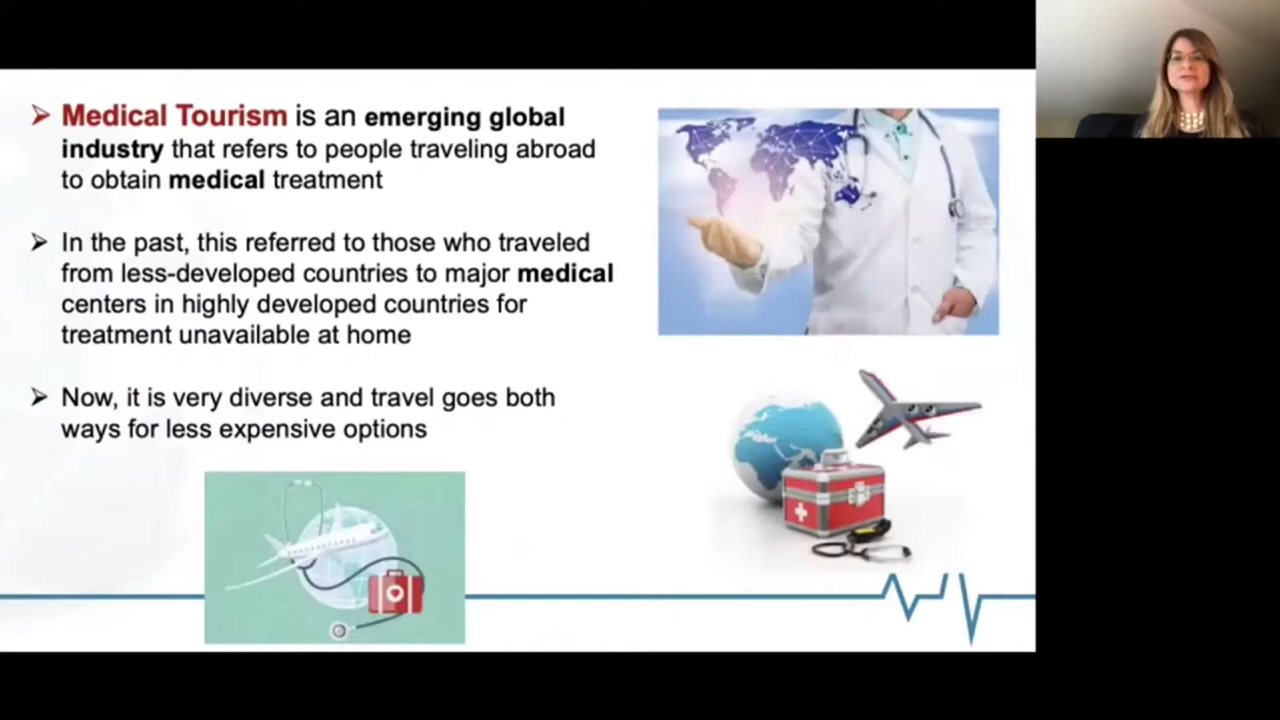 Medical Tourism is an emerging global
industry that refers to people traveling abroad
to obtain medical treatment
In the past, this referred to those who traveled
from less-developed countries to major medical
centers in highly developed countries for
treatment unavailable at home
Now, it is very diverse and travel goes both
ways for less expensive options